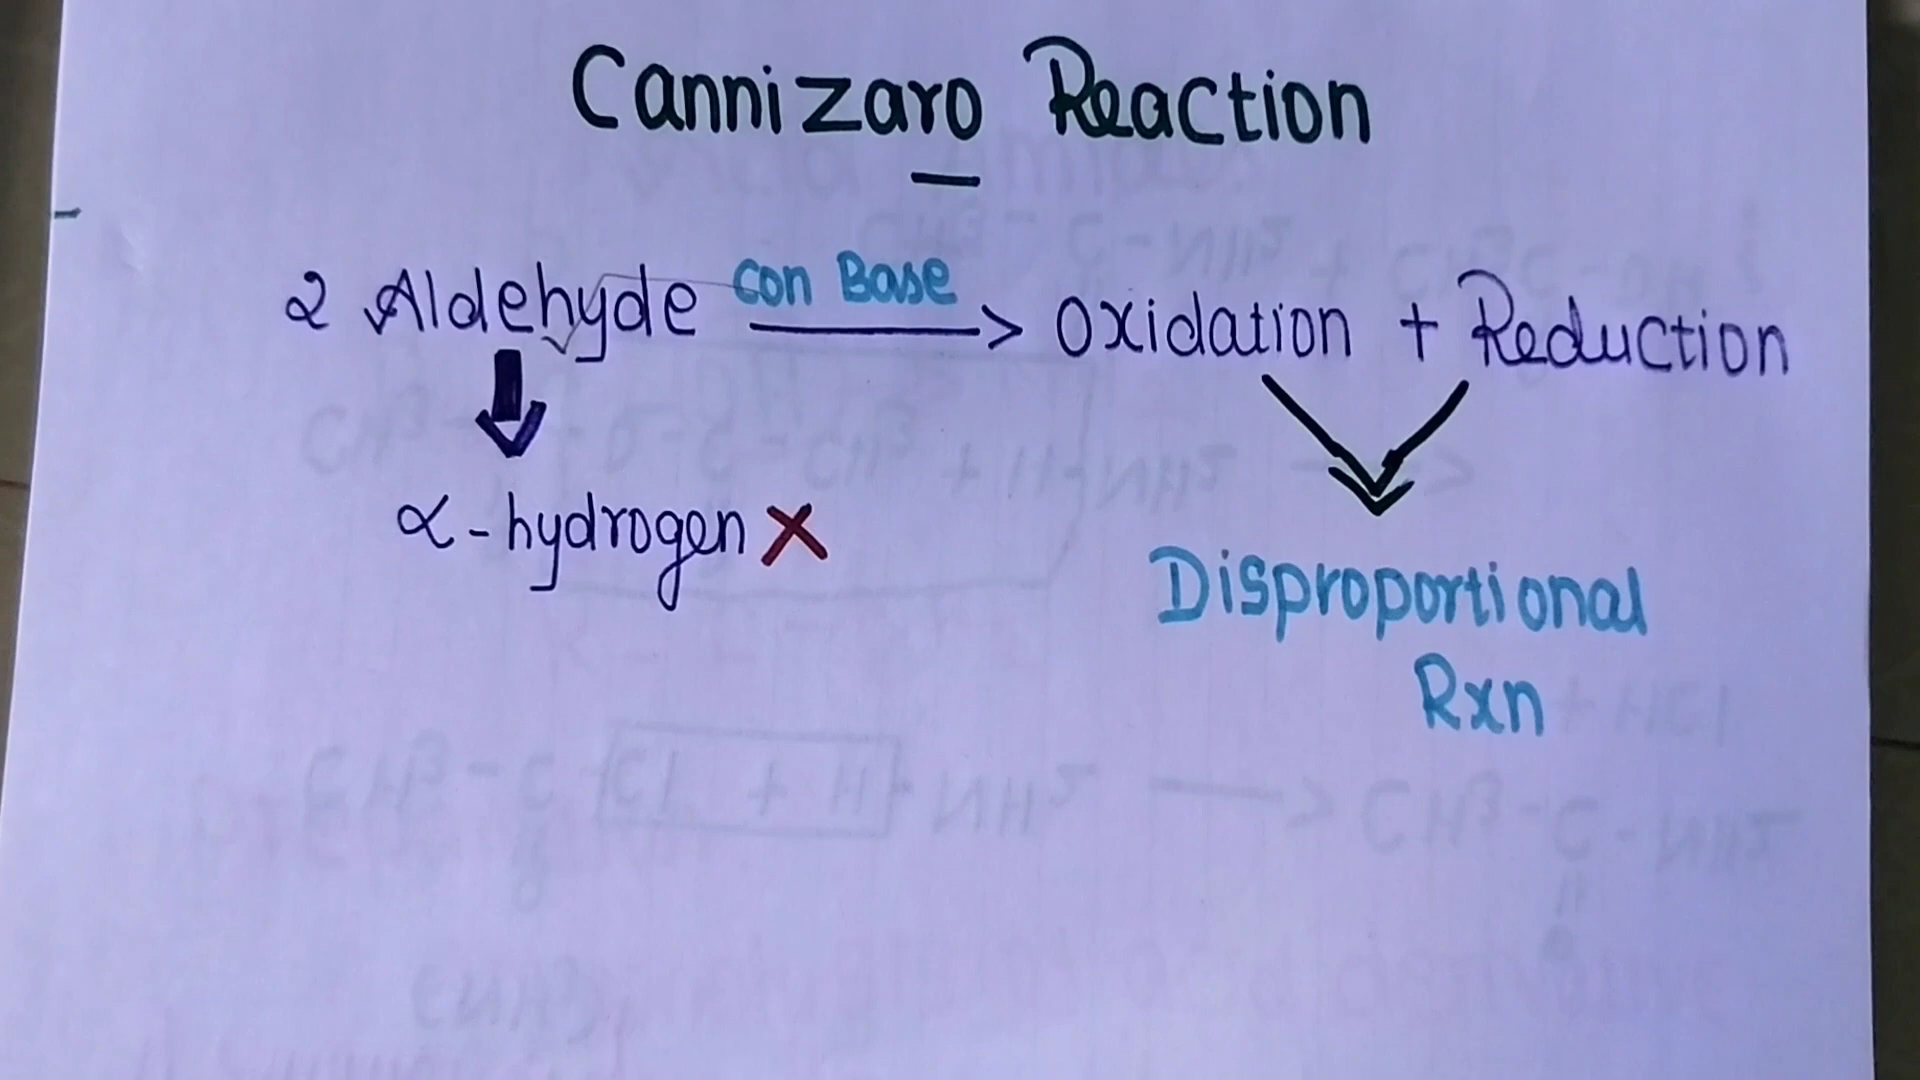 Cannizaro Reaction
2 Aldehyde con Base > Oxidation + Reduction
α-hydrogen X
Disproportional
Rxn